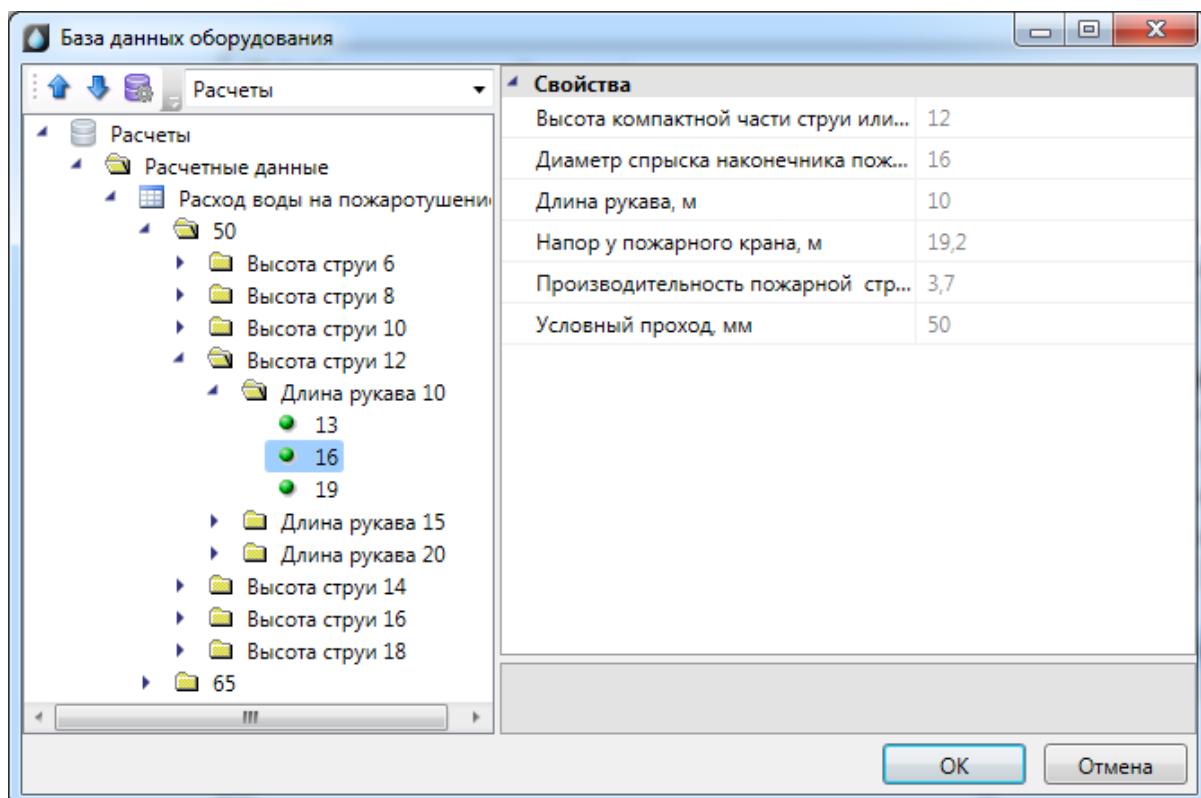 База данных оборудования
Расчеты
Расчеты
Расчетные данные
Расход воды на пожаротушени
50
Высота струи 6
Высота струи 8
Высота струи 10
Высота струи 12
Длина рукава 10
13
16
19
Длина рукава 15
Длина рукава 20
Высота струи 14
Высота струи 16
Высота струи 18
65
Свойства
Высота компактной части струи или... 12
Диаметр спрыска наконечника пож... 16
Длина рукава, м 10
Напор у пожарного крана, м 19,2
Производительность пожарной стр... 3,7
Условный проход, мм 50
ОК Отмена